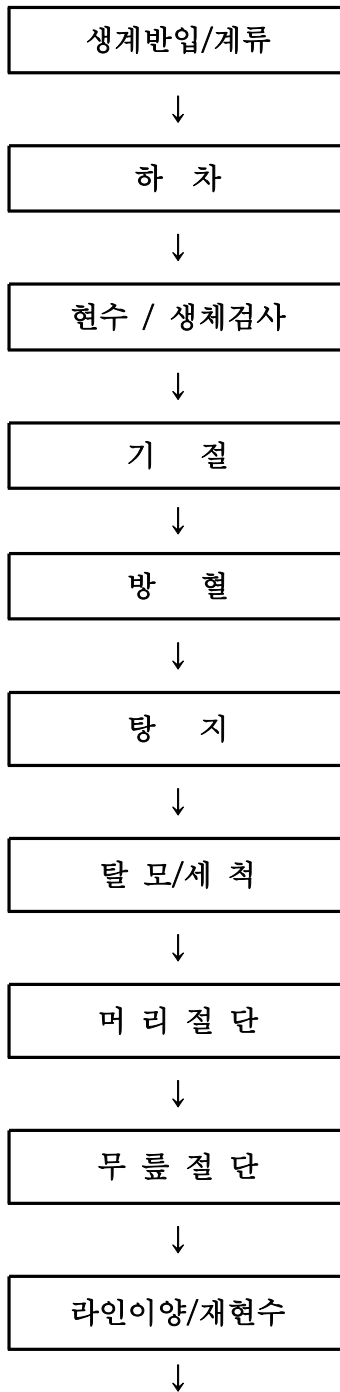 생계반입/계류
↓
하 차
↓
현수 / 생체검사
↓
기 절
↓
방 혈
↓
탕 지
↓
탈 모/세 척
↓
머 리 절 단
↓
무 릎 절 단
↓
라인이양/재현수
↓